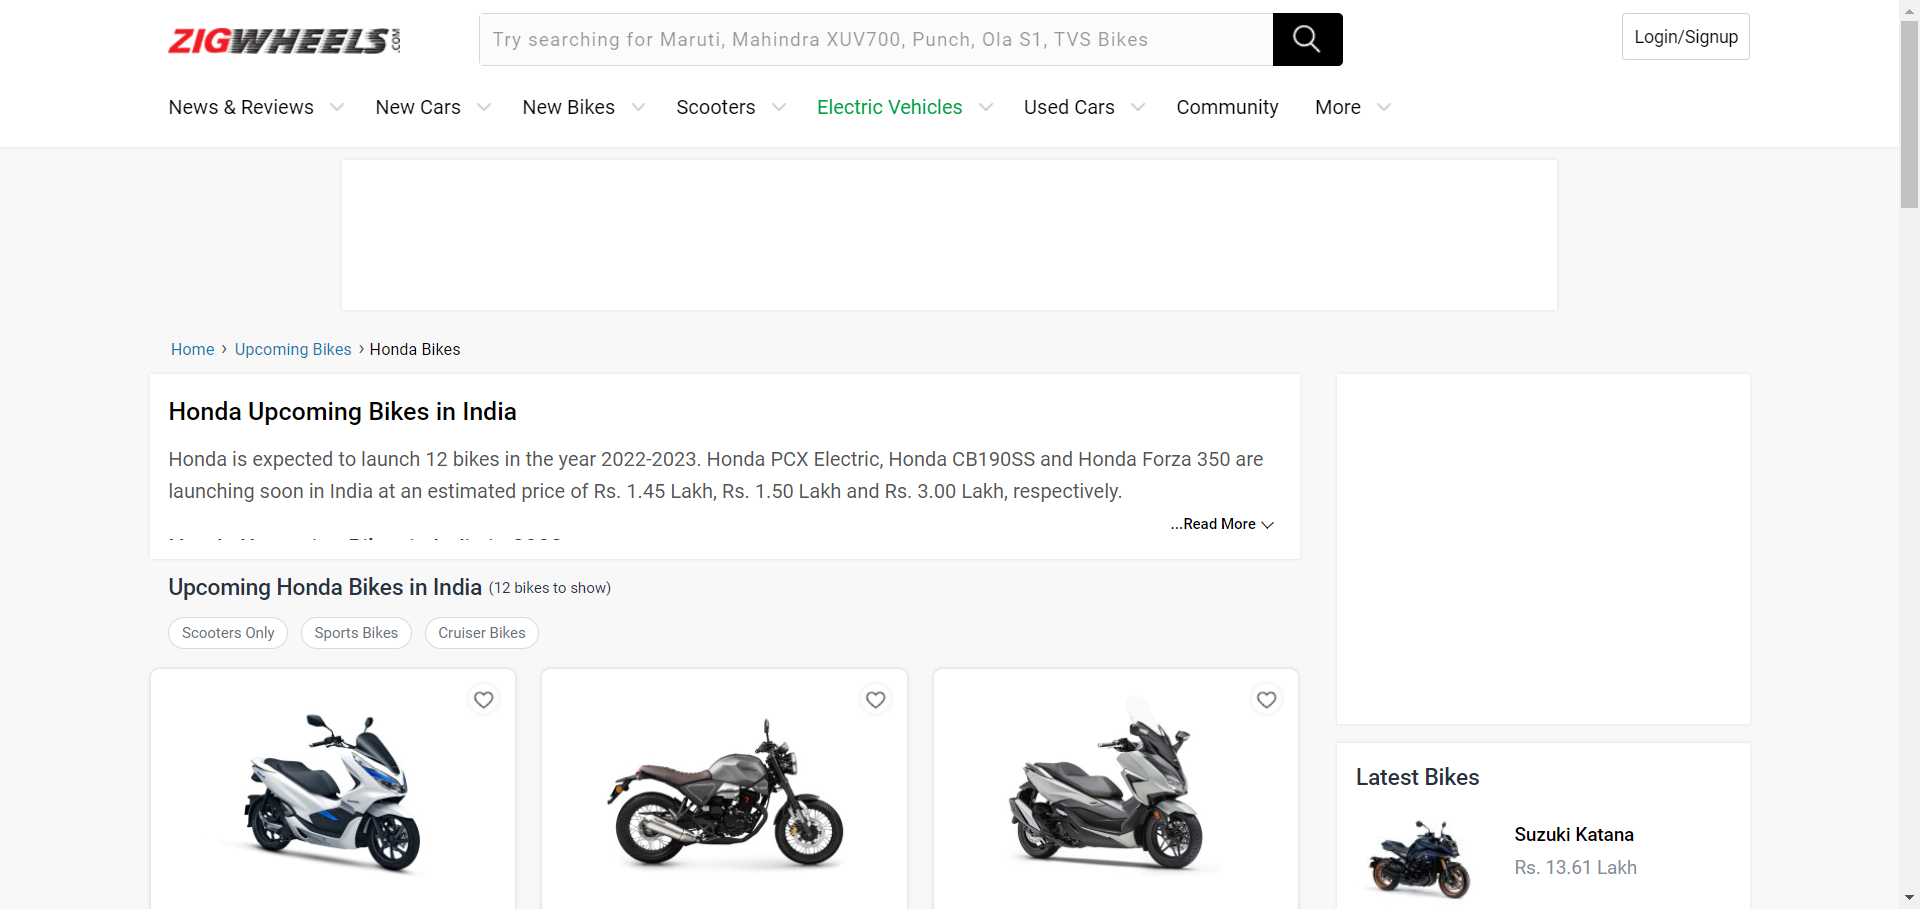 ZIGWHEELS.COM
Try searching for Maruti, Mahindra XUV700, Punch, Ola S1, TVS Bikes
Login/Signup
News & Reviews
New Cars
New Bikes
Scooters
Electric Vehicles
Used Cars
Community
More
Home › Upcoming Bikes › Honda Bikes
Honda Upcoming Bikes in India
Honda is expected to launch 12 bikes in the year 2022-2023. Honda PCX Electric, Honda CB190SS and Honda Forza 350 are
launching soon in India at an estimated price of Rs. 1.45 Lakh, Rs. 1.50 Lakh and Rs. 3.00 Lakh, respectively.
...Read More
Upcoming Honda Bikes in India (12 bikes to show)
Scooters Only
Sports Bikes
Cruiser Bikes
Latest Bikes
Suzuki Katana
Rs. 13.61 Lakh